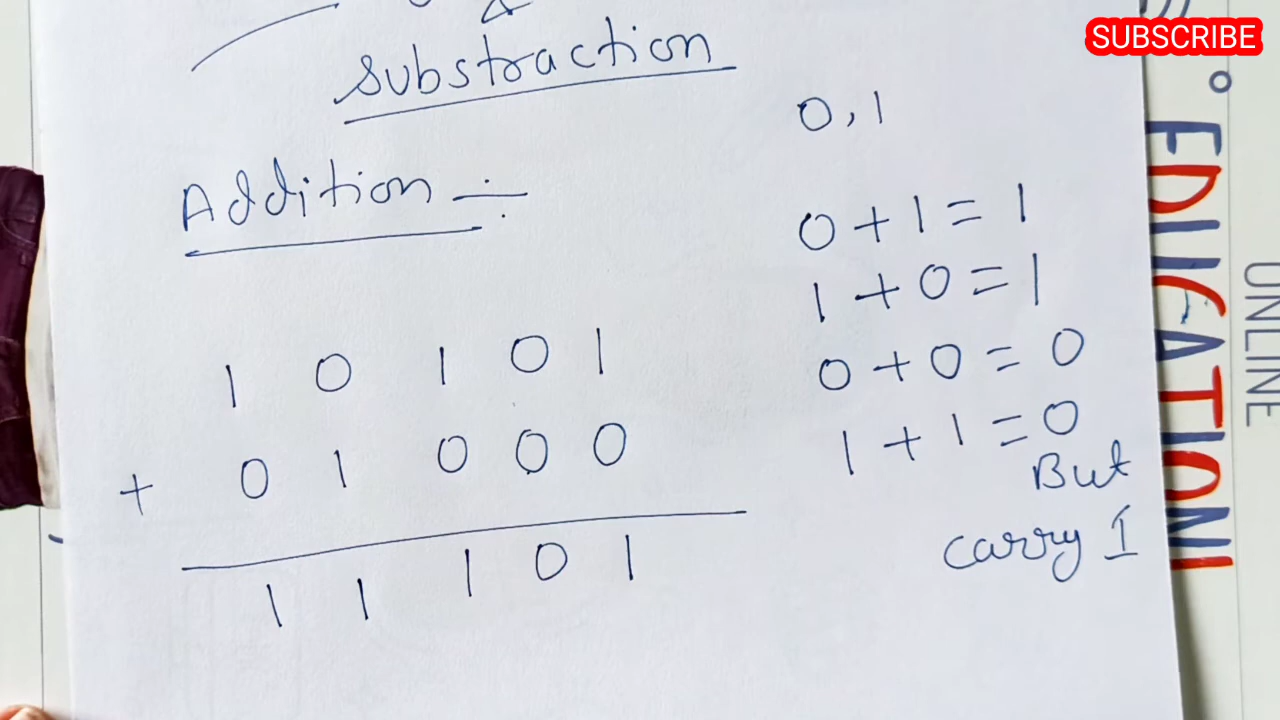 &
substraction
SUBSCRIBE
0,1
Addition :-
0 + 1 = 1
1 + 0 = 1
0 + 0 = 0
1 + 1 = 0
But
carry I
1 0 1 0 1
+ 0 1 0 0 0
1 1 1 0 1
EDUCATION
ONLINE